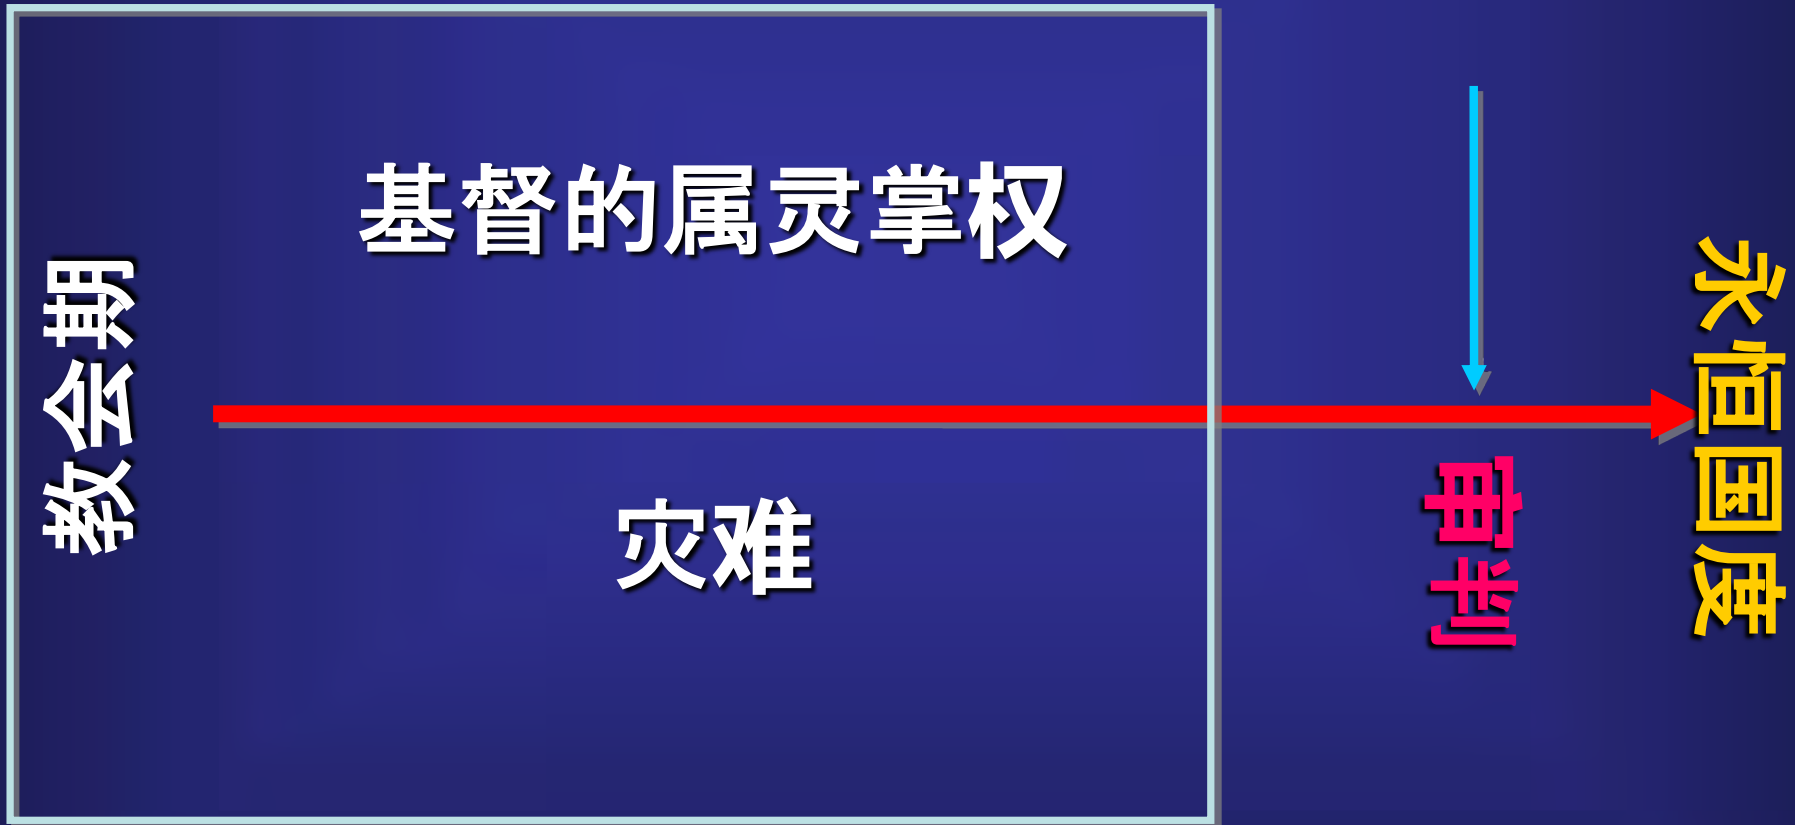 教会期
基督的属灵掌权
灾难
审判
永恒国度